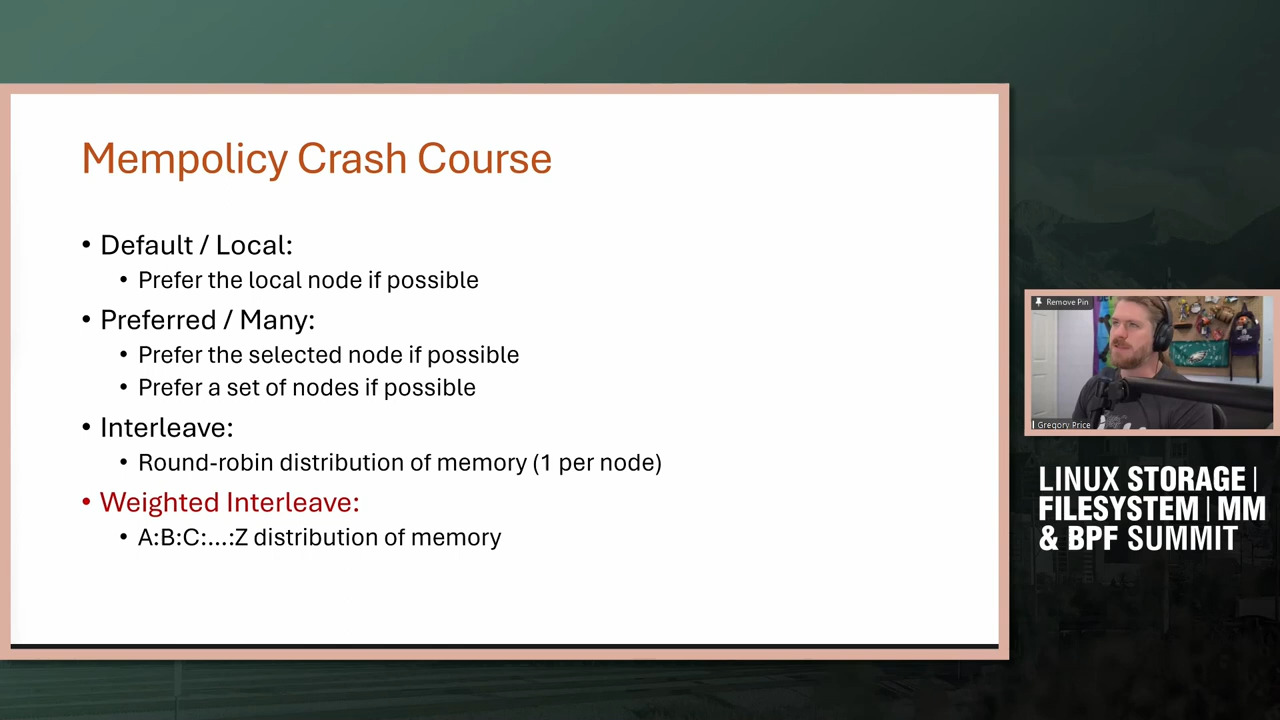 Mempolicy Crash Course
• Default / Local:
• Prefer the local node if possible
• Preferred / Many:
• Prefer the selected node if possible
• Prefer a set of nodes if possible
• Interleave:
• Round-robin distribution of memory (1 per node)
• Weighted Interleave:
• A:B:C:...:Z distribution of memory
Remove Pin
Gregory Price
LINUX STORAGE |
FILESYSTEM | MM
& BPF SUMMIT